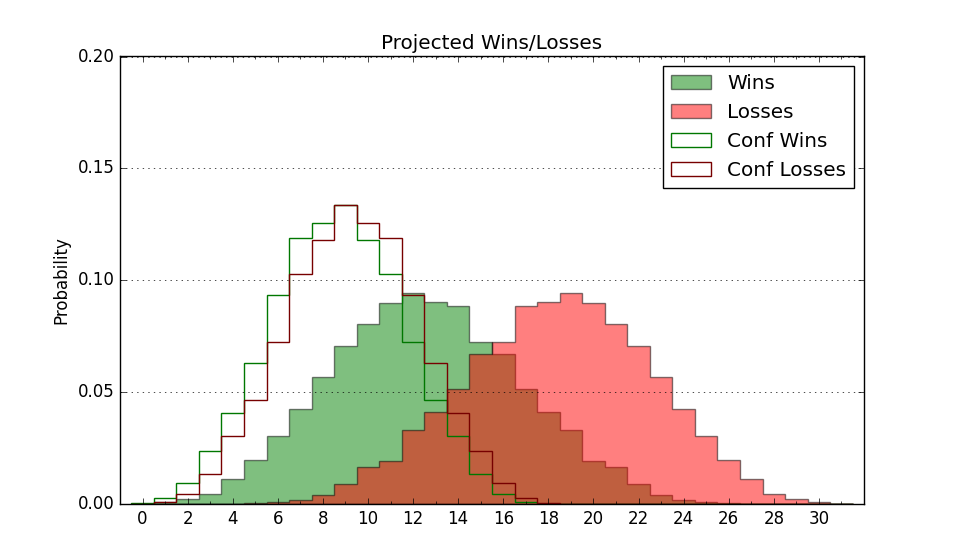 Projected Wins/Losses
0.20
0.15
0.10
0.05
0.00
Probability
Wins
Losses
Conf Wins
Conf Losses
0 2 4 6 8 10 12 14 16 18 20 22 24 26 28 30